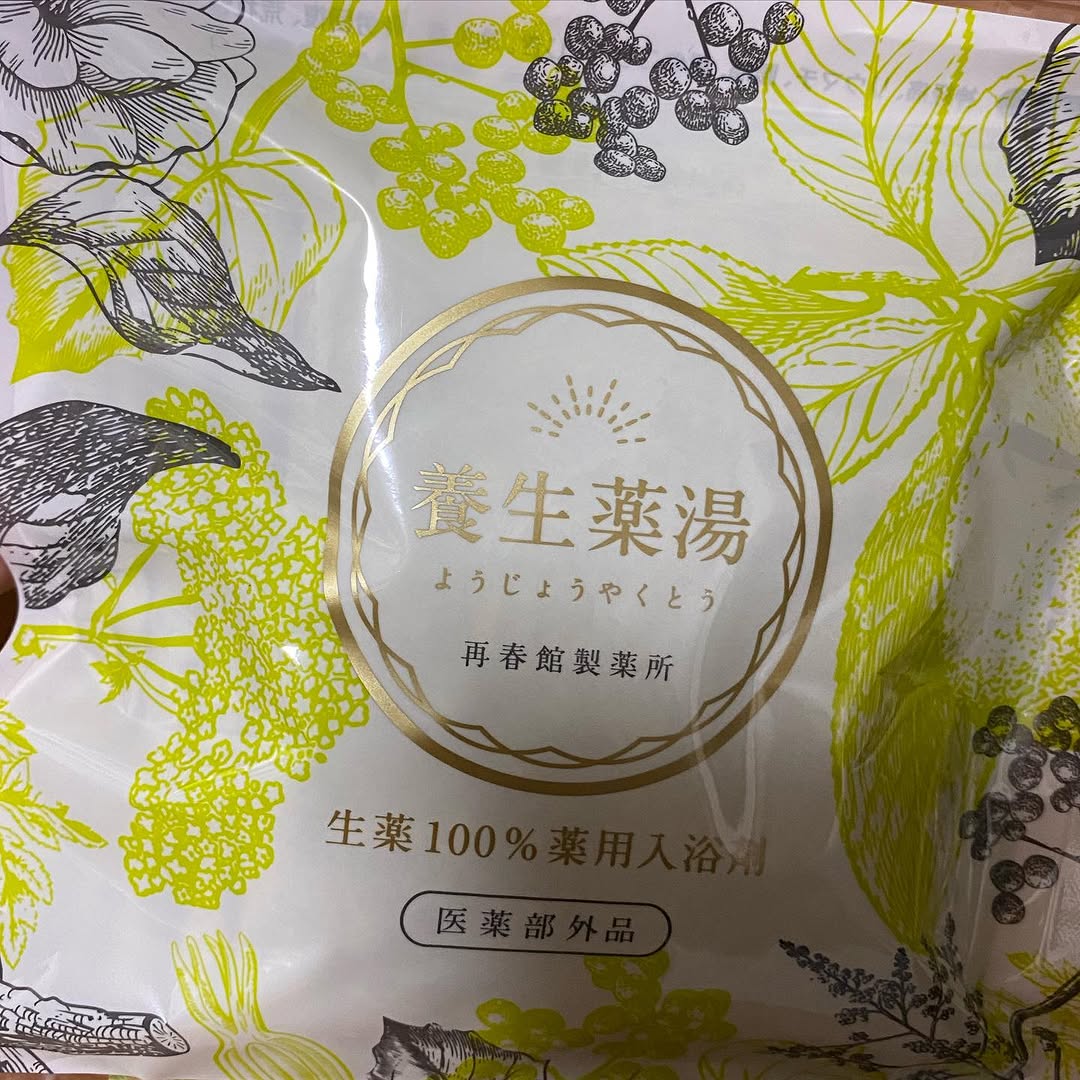 養生薬湯
ようじょうやくとう
再春館製薬所
生薬100%薬用入浴剤
医薬部外品